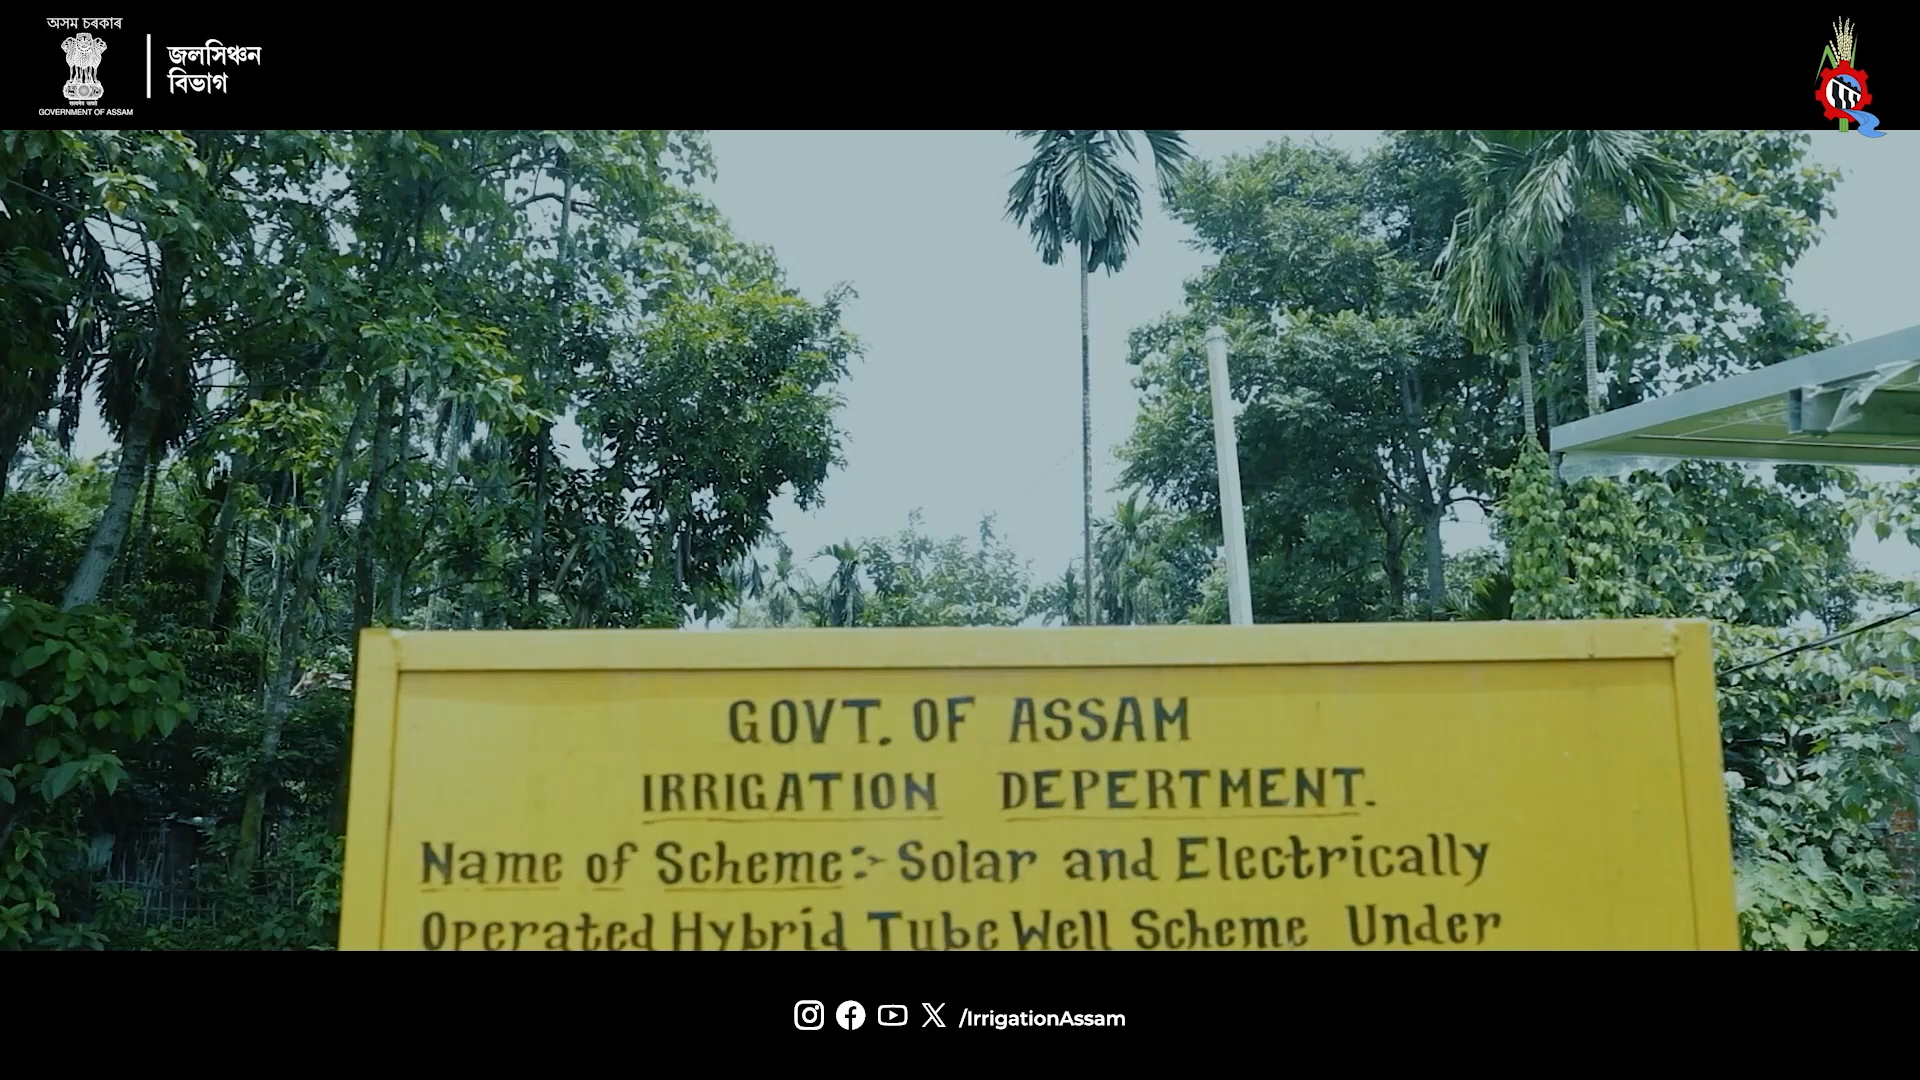 অসম চৰকাৰ
GOVERNMENT OF ASSAM
জলসিঞ্চন
বিভাগ
GOVT. OF ASSAM
IRRIGATION DEPERTMENT.
Name of Scheme:- Solar and Electrically
Operated Hybrid Tube Well Scheme Under
/IrrigationAssam